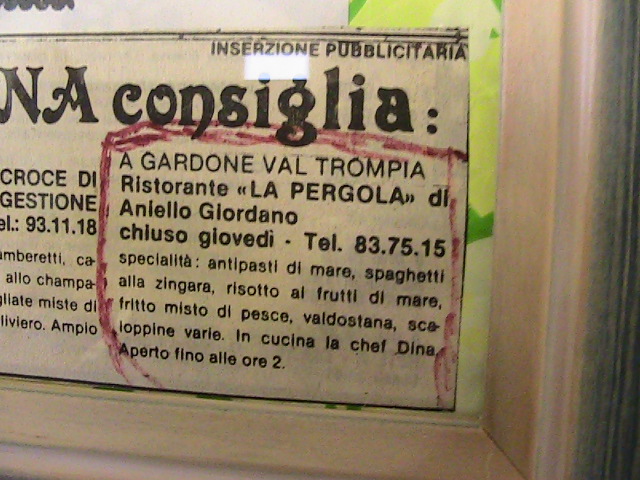 INSERZIONE PUBBLICITARIA
NA consiglia:
CROCE DI
GESTIONE
el.: 93.11.18
amberetti, ca-
allo champa-
gliate miste di
liviero. Ampio
A GARDONE VAL TROMPIA
Ristorante «LA PERGOLA» di
Aniello Giordano
chiuso giovedì - Tel. 83.75.15
specialità: antipasti di mare, spaghetti
alla zingara, risotto ai frutti di mare,
fritto misto di pesce, valdostana, sca-
loppine varie. In cucina la chef Dina.
Aperto fino alle ore 2.